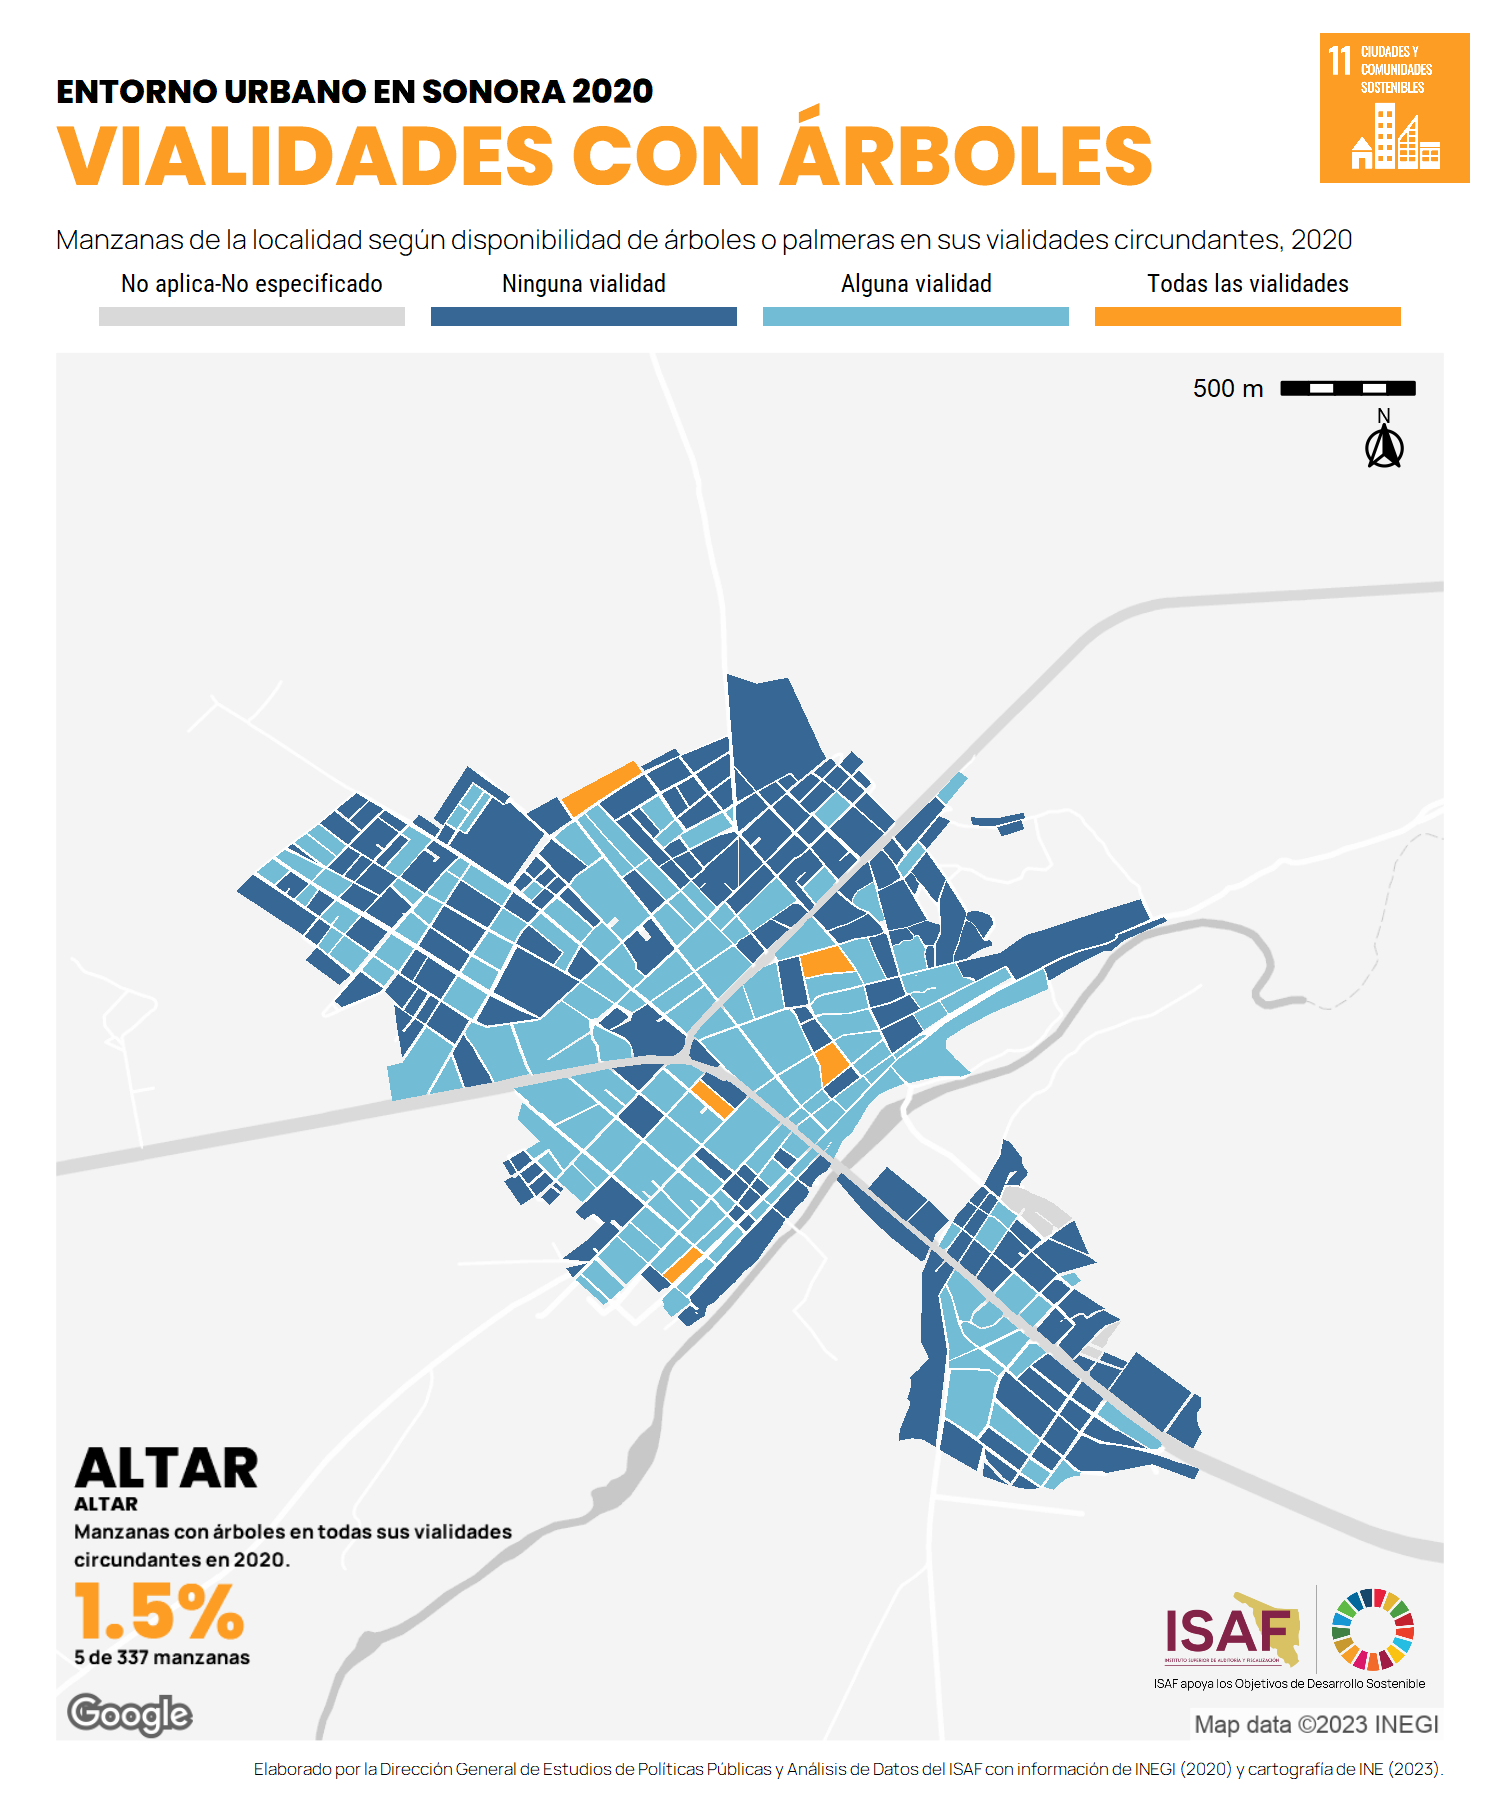 ENTORNO URBANO EN SONORA 2020
VIALIDADES CON ÁRBOLES
11 CIUDADES Y
COMUNIDADES
SOSTENIBLES
Manzanas de la localidad según disponibilidad de árboles o palmeras en sus vialidades circundantes, 2020
No aplica-No especificado Ninguna vialidad Alguna vialidad Todas las vialidades
500 m
N
ALTAR
ALTAR
Manzanas con árboles en todas sus vialidades
circundantes en 2020.
1.5%
5 de 337 manzanas
Google
ISAF
INSTITUTO SUPERIOR DE AUDITORÍA Y FISCALIZACIÓN
ISAF apoya los Objetivos de Desarrollo Sostenible
Map data ©2023 INEGI
Elaborado por la Dirección General de Estudios de Políticas Públicas y Análisis de Datos del ISAF con información de INEGI (2020) y cartografía de INE (2023).